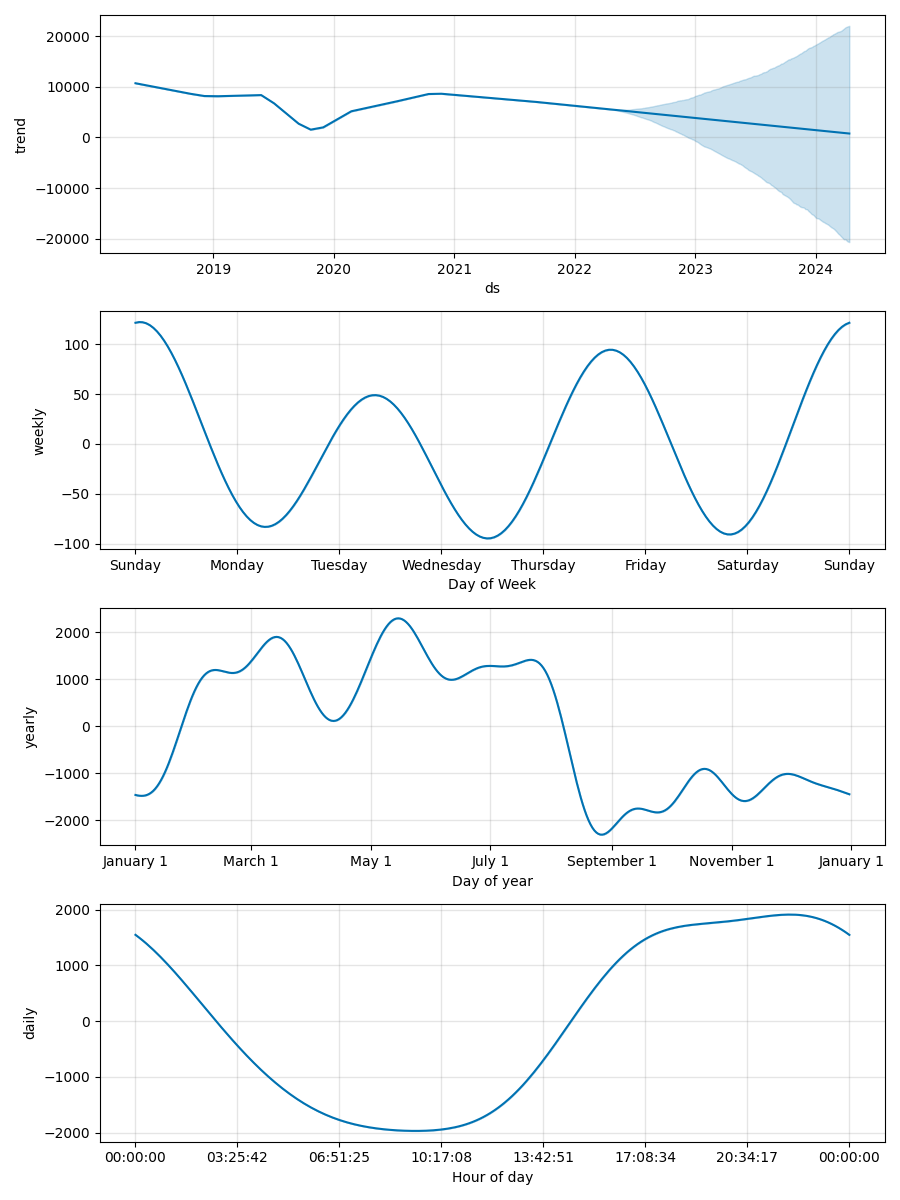 20000
10000
0
−10000
−20000
trend
2019 2020 2021 2022 2023 2024
ds
100
50
0
−50
−100
weekly
Sunday Monday Tuesday Wednesday Thursday Friday Saturday Sunday
Day of Week
2000
1000
0
−1000
−2000
yearly
January 1 March 1 May 1 July 1 September 1 November 1 January 1
Day of year
2000
1000
0
−1000
−2000
daily
00:00:00 03:25:42 06:51:25 10:17:08 13:42:51 17:08:34 20:34:17 00:00:00
Hour of day